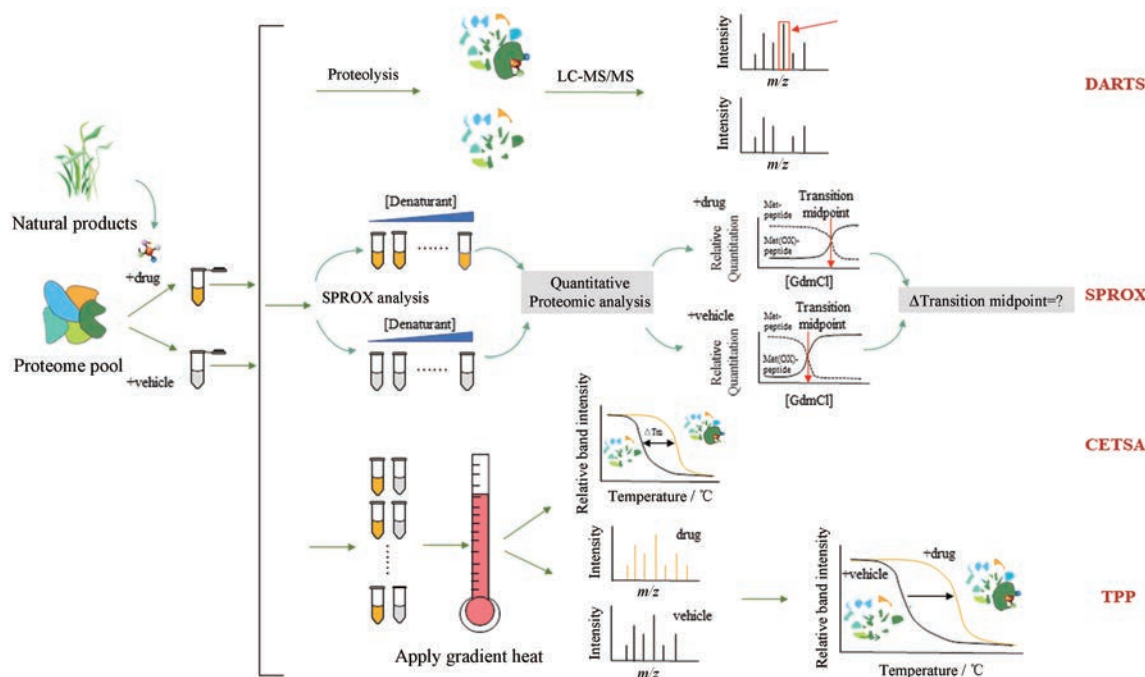 Natural products
+drug
Proteome pool
+vehicle
Proteolysis
LC-MS/MS
Intensity
m/z
Intensity
m/z
DARTS
[Denaturant]
......
SPROX analysis
[Denaturant]
......
Quantitative
Proteomic analysis
+drug
Relative
Quantitation
Met-
peptide
Transition
midpoint
Met(OX)-
peptide
[GdmCl]
+vehicle
Relative
Quantitation
Met-
peptide
Transition
midpoint
Met(OX)-
peptide
[GdmCl]
ΔTransition midpoint=?
SPROX
......
Apply gradient heat
Relative band intensity
ΔTm
Temperature / ℃
CETSA
Intensity
drug
m/z
Intensity
vehicle
m/z
Relative band intensity
+drug
+vehicle
Temperature / ℃
TPP